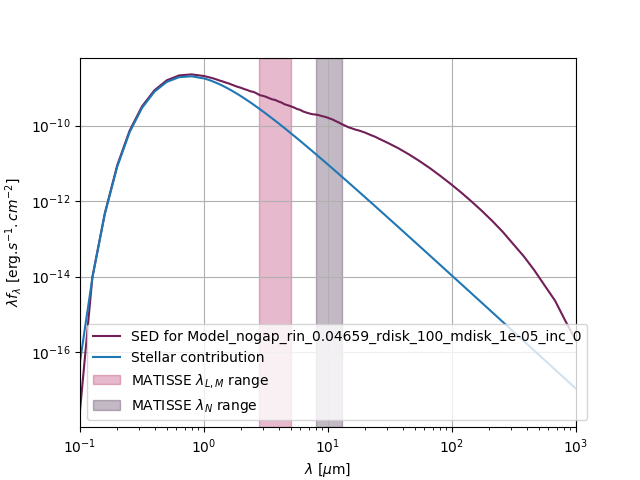 10⁻¹⁰
10⁻¹²
10⁻¹⁴
10⁻¹⁶
λf_λ [erg.s⁻¹.cm⁻²]
SED for Model_nogap_rin_0.04659_rdisk_100_mdisk_1e-05_inc_0
Stellar contribution
MATISSE λ_{L,M} range
MATISSE λ_N range
10⁻¹ 10⁰ 10¹ 10² 10³
λ [μm]